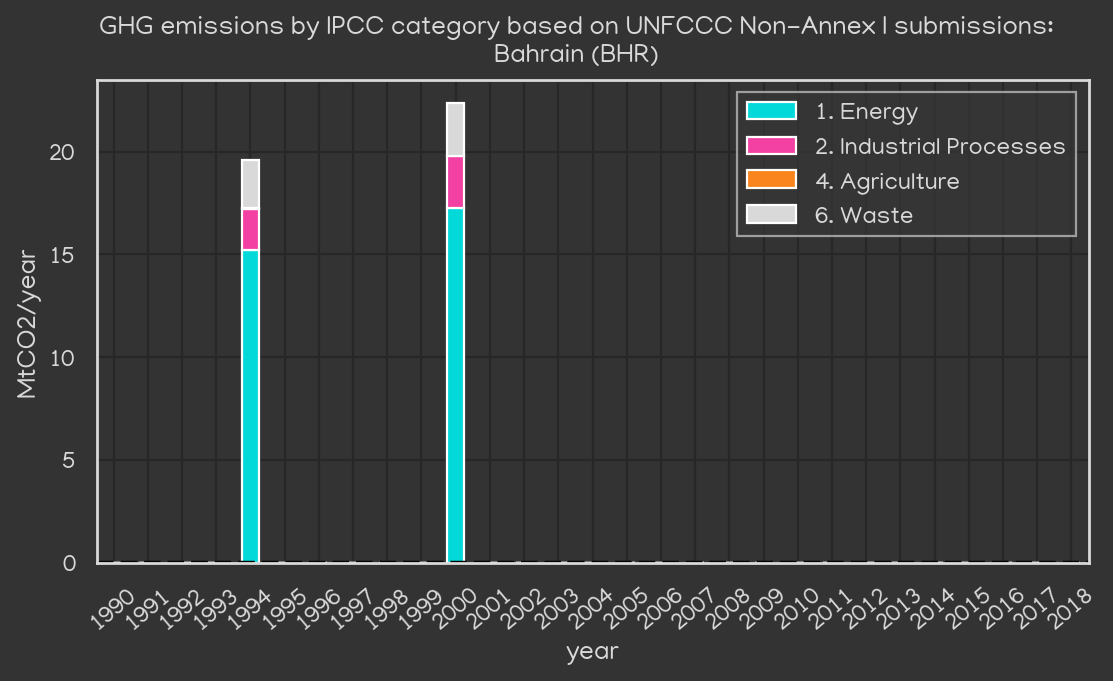 GHG emissions by IPCC category based on UNFCCC Non-Annex I submissions:
Bahrain (BHR)
1. Energy
2. Industrial Processes
4. Agriculture
6. Waste
MtCO2/year
20
15
10
5
0
1990 1991 1992 1993 1994 1995 1996 1997 1998 1999 2000 2001 2002 2003 2004 2005 2006 2007 2008 2009 2010 2011 2012 2013 2014 2015 2016 2017 2018
year